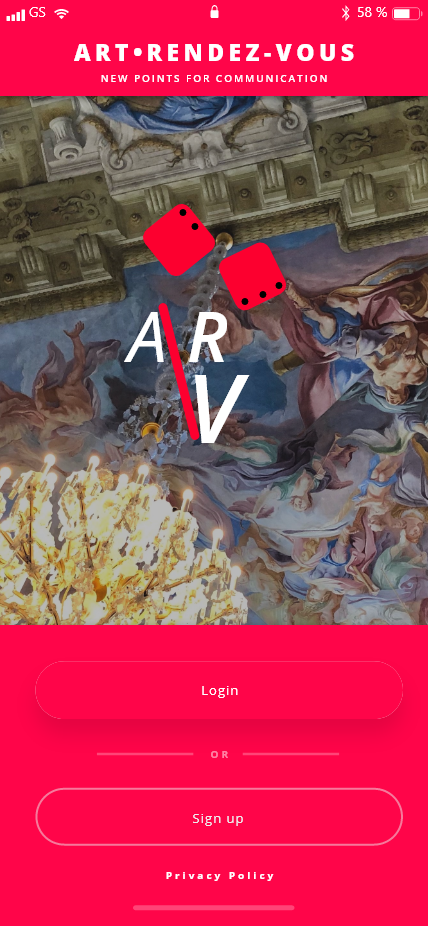 GS
58 %
ART•RENDEZ-VOUS
NEW POINTS FOR COMMUNICATION
A R
V
Login
OR
Sign up
Privacy Policy